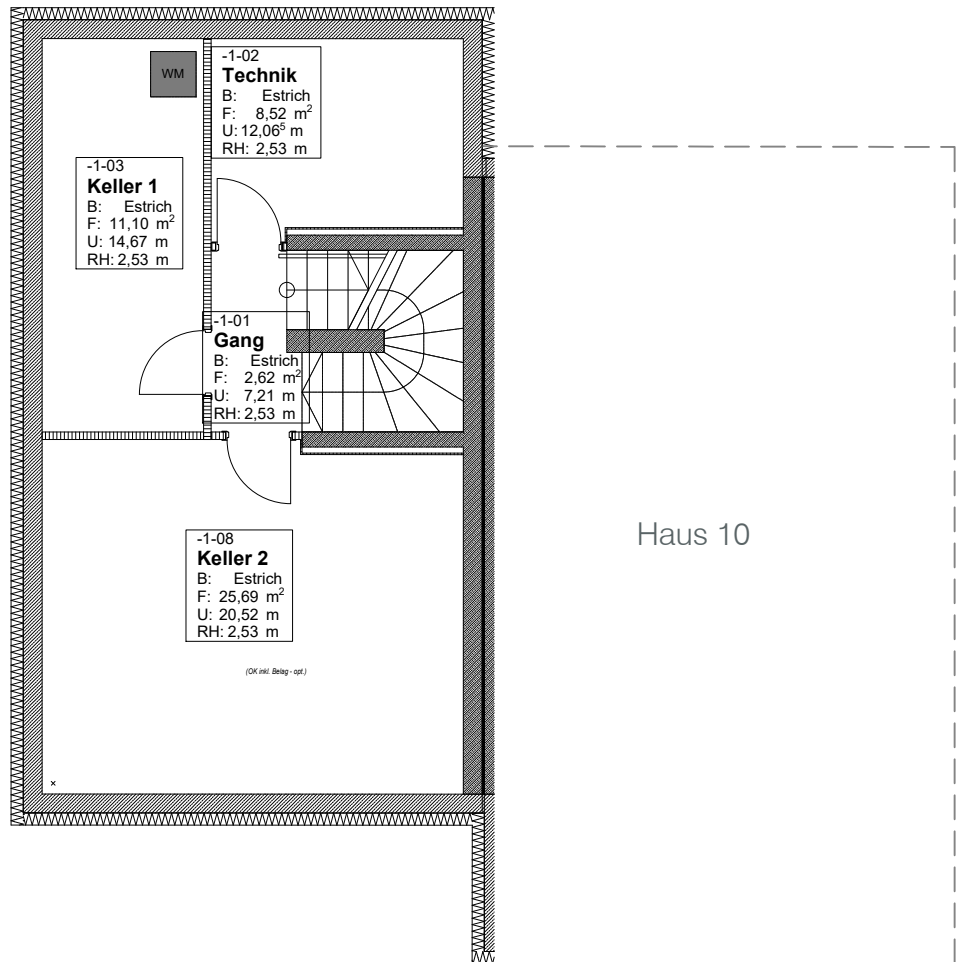 WM
-1-02
Technik
B: Estrich
F: 8,52 m²
U: 12,06⁵ m
RH: 2,53 m
-1-03
Keller 1
B: Estrich
F: 11,10 m²
U: 14,67 m
RH: 2,53 m
-1-01
Gang
B: Estrich
F: 2,62 m²
U: 7,21 m
RH: 2,53 m
Haus 10
-1-08
Keller 2
B: Estrich
F: 25,69 m²
U: 20,52 m
RH: 2,53 m
(OK inkl. Belag - opt.)